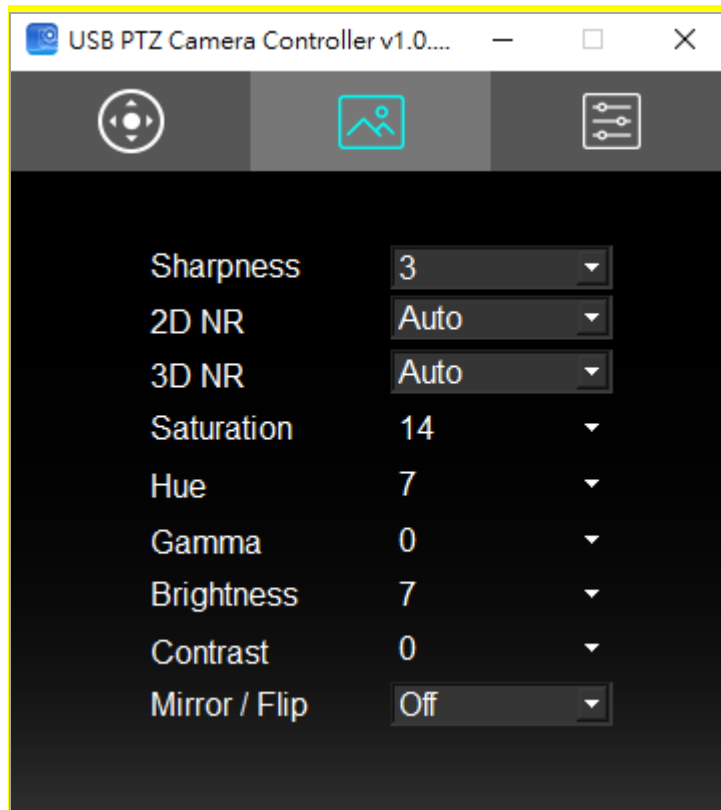 USB PTZ Camera Controller v1.0....
Sharpness 3
2D NR Auto
3D NR Auto
Saturation 14
Hue 7
Gamma 0
Brightness 7
Contrast 0
Mirror / Flip Off